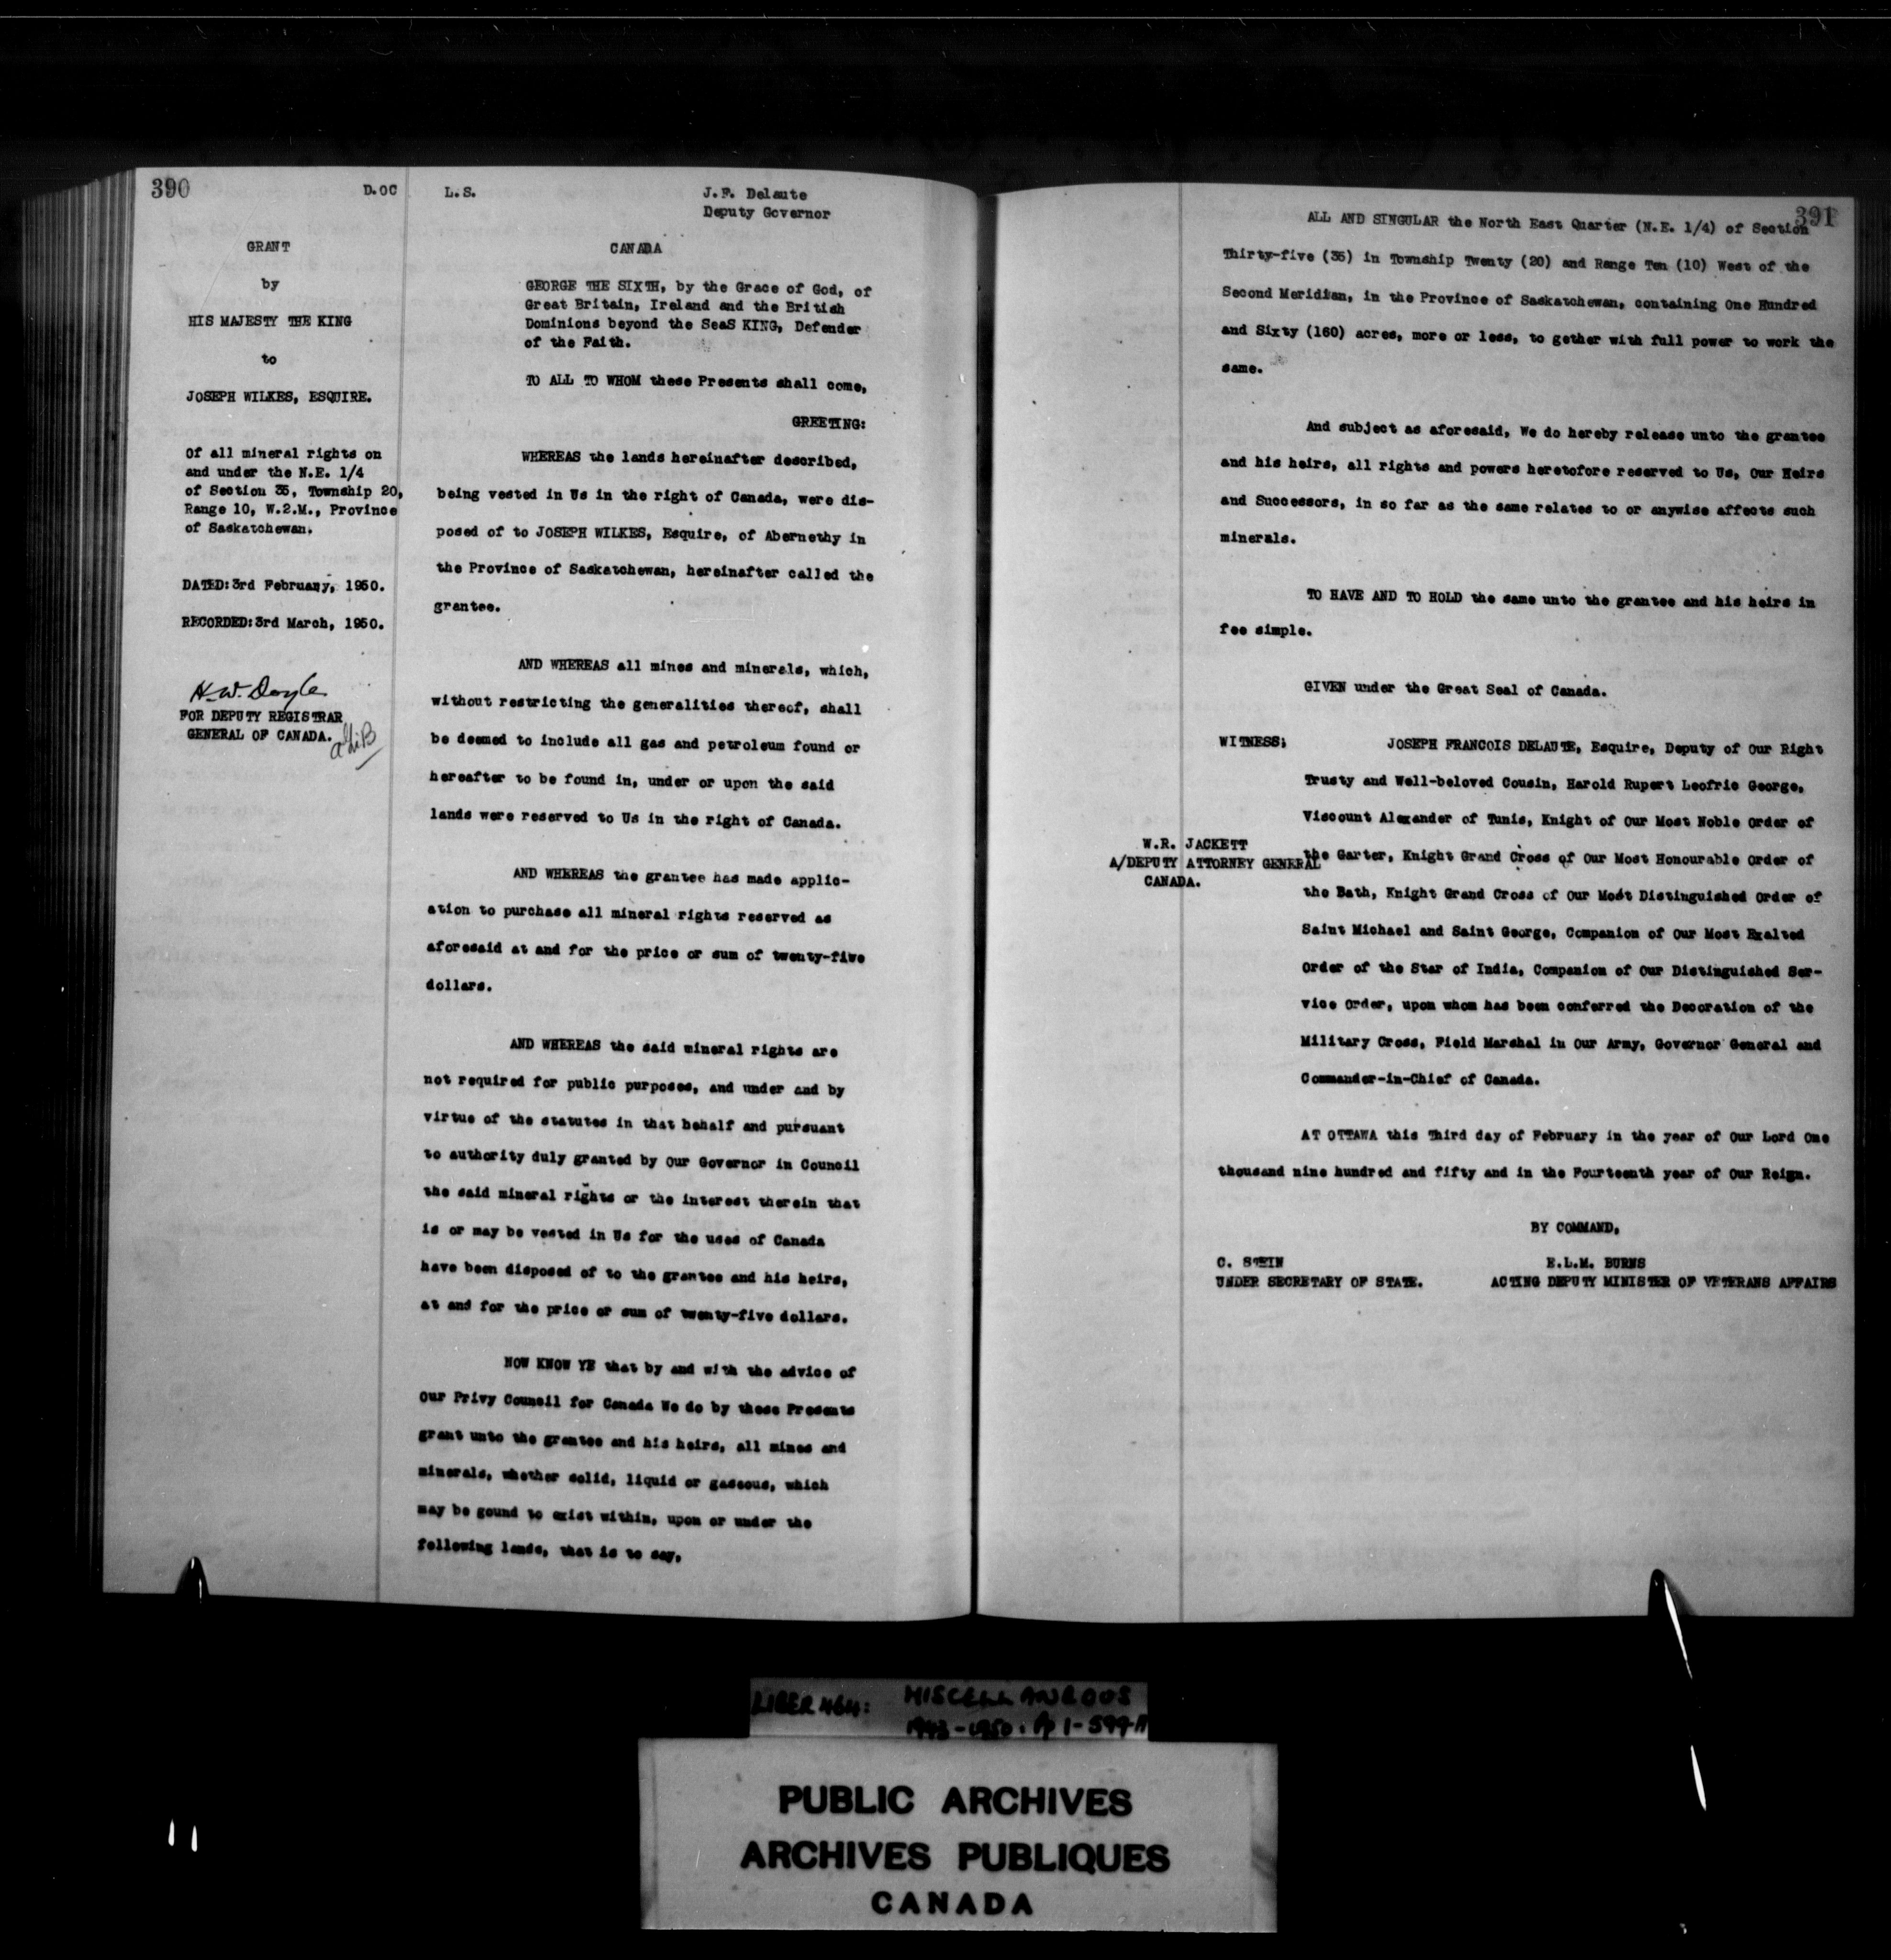 390
D.OC
L.S.
J.F. Delaute
Deputy Governor
GRANT
by
HIS MAJESTY THE KING
to
JOSEPH WILKES, ESQUIRE.
Of all mineral rights on
and under the N.E. 1/4
of Section 35, Township 20,
Range 10, W.2.M., Province
of Saskatchewan.
DATED:3rd February, 1950.
RECORDED:3rd March, 1950.
H.W. Doyle
FOR DEPUTY REGISTRAR
GENERAL OF CANADA.
CANADA
GEORGE THE SIXTH, by the Grace of God, of
Great Britain, Ireland and the British
Dominions beyond the SeaS KING, Defender
of the Faith.
TO ALL TO WHOM these Presents shall come,
GREETING:
WHEREAS the lands hereinafter described,
being vested in Us in the right of Canada, were dis-
posed of to JOSEPH WILKES, Esquire, of Abernethy in
the Province of Saskatchewan, hereinafter called the
grantee.
AND WHEREAS all mines and minerals, which,
without restricting the generalities thereof, shall
be deemed to include all gas and petroleum found or
hereafter to be found in, under or upon the said
lands were reserved to Us in the right of Canada.
AND WHEREAS the grantee has made applic-
ation to purchase all mineral rights reserved as
aforesaid at and for the price or sum of twenty-five
dollars.
AND WHEREAS the said mineral rights are
not required for public purposes, and under and by
virtue of the statutes in that behalf and pursuant
to authority duly granted by Our Governor in Council
the said mineral rights or the interest therein that
is or may be vested in Us for the uses of Canada
have been disposed of to the grantee and his heirs,
at and for the price or sum of twenty-five dollars.
NOW KNOW YE that by and with the advice of
Our Privy Council for Canada We do by these Presents
grant unto the grantee and his heirs, all mines and
minerals, whether solid, liquid or gaseous, which
may be gound to exist within, upon or under the
following lands, that is to say,
391
ALL AND SINGULAR the North East Quarter (N.E. 1/4) of Section
Thirty-five (35) in Township Twenty (20) and Range Ten (10) West of the
Second Meridian, in the Province of Saskatchewan, containing One Hundred
and Sixty (160) acres, more or less, to gether with full power to work the
same.
And subject as aforesaid, We do hereby release unto the grantee
and his heirs, all rights and powers heretofore reserved to Us, Our Heirs
and Successors, in so far as the same relates to or anywise affects such
minerals.
TO HAVE AND TO HOLD the same unto the grantee and his heirs in
fee simple.
GIVEN under the Great Seal of Canada.
WITNESS: JOSEPH FRANCOIS DELAUTE, Esquire, Deputy of Our Right
Trusty and Well-beloved Cousin, Harold Rupert Leofric George,
Viscount Alexander of Tunis, Knight of Our Most Noble Order of
the Garter, Knight Grand Cross of Our Most Honourable Order of
the Bath, Knight Grand Cross of Our Most Distinguished Order of
Saint Michael and Saint George, Companion of Our Most Exalted
Order of the Star of India, Companion of Our Distinguished Ser-
vice Order, upon whom has been conferred the Decoration of the
Military Cross, Field Marshal in Our Army, Governor General and
Commander-in-Chief of Canada.
W.R. JACKETT
A/DEPUTY ATTORNEY GENERAL
CANADA.
AT OTTAWA this Third day of February in the year of Our Lord One
thousand nine hundred and fifty and in the Fourteenth year of Our Reign.
BY COMMAND,
C. STEIN
UNDER SECRETARY OF STATE.
E.L.M. BURNS
ACTING DEPUTY MINISTER OF VETERANS AFFAIRS
LIBER 464: MISCELLANEOUS
PUBLIC ARCHIVES
ARCHIVES PUBLIQUES
CANADA